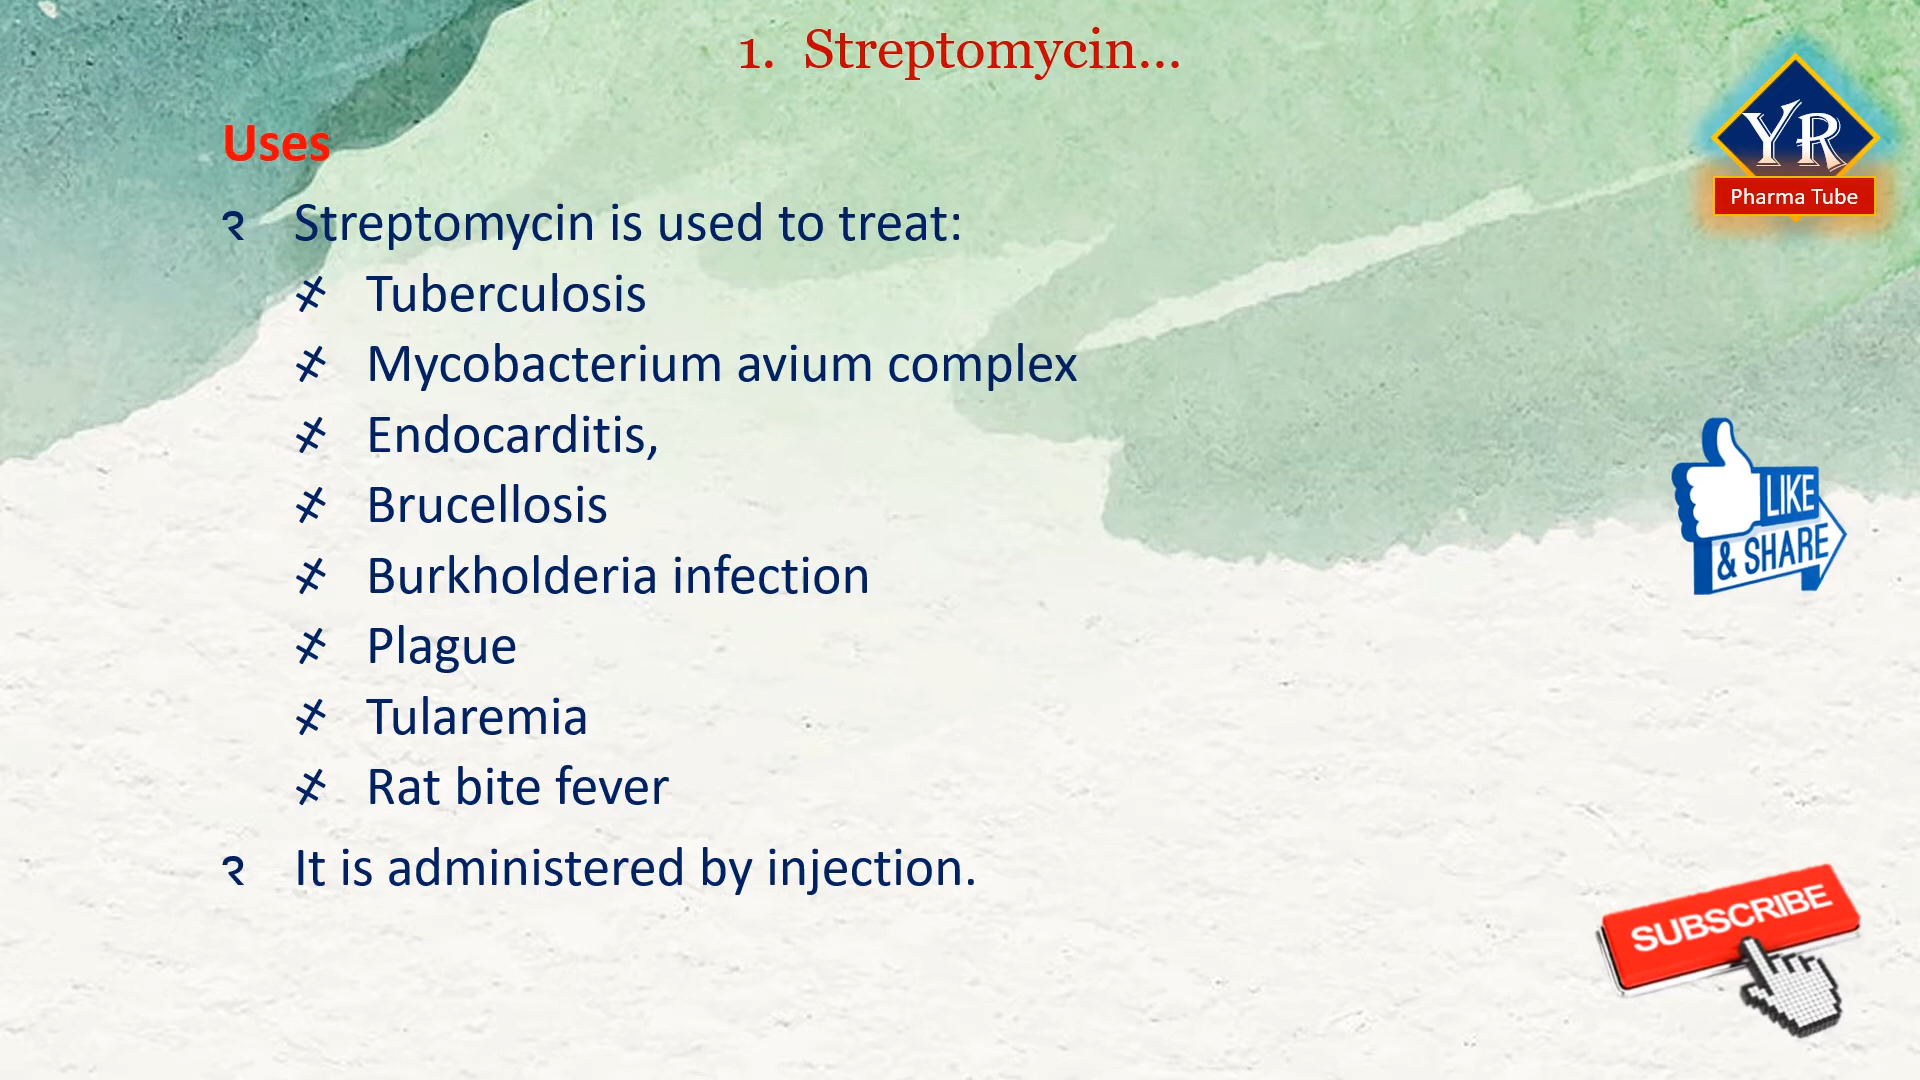 1. Streptomycin...
Uses
Streptomycin is used to treat:
Tuberculosis
Mycobacterium avium complex
Endocarditis,
Brucellosis
Burkholderia infection
Plague
Tularemia
Rat bite fever
It is administered by injection.
YR
Pharma Tube
LIKE
& SHARE
SUBSCRIBE